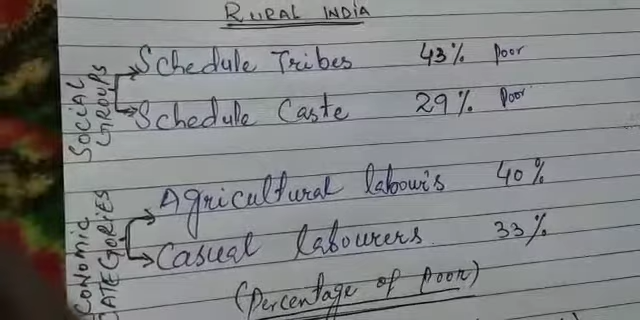 RURAL INDIA
SOCIAL GROUPS
Schedule Tribes 43% Poor
Schedule Caste 29% Poor
CONOMIC CATEGORIES
Agricultural labours 40%
Casual labourers 33%
(Percentage of Poor)